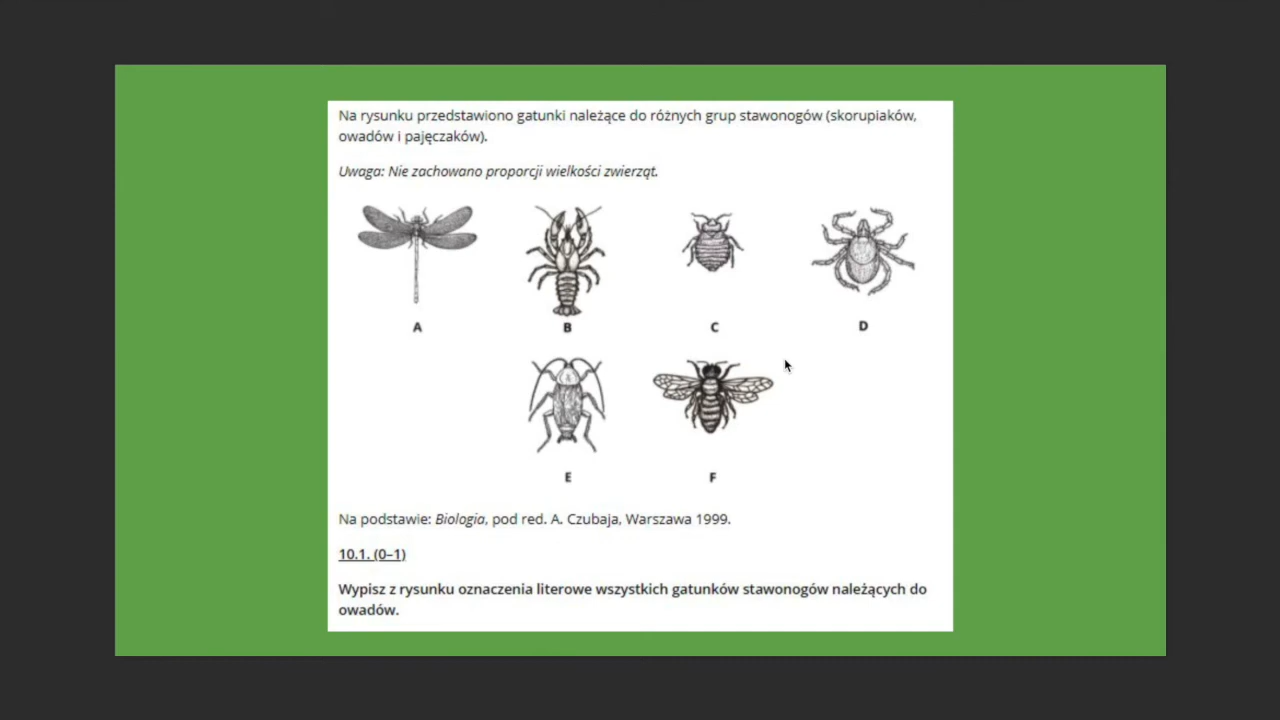 Na rysunku przedstawiono gatunki należące do różnych grup stawonogów (skorupiaków,
owadów i pajęczaków).
Uwaga: Nie zachowano proporcji wielkości zwierząt.
A
B
C
D
E
F
Na podstawie: Biologia, pod red. A. Czubaja, Warszawa 1999.
10.1. (0–1)
Wypisz z rysunku oznaczenia literowe wszystkich gatunków stawonogów należących do
owadów.